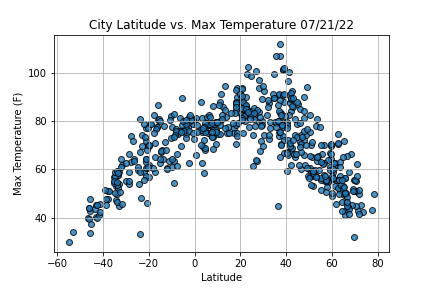 City Latitude vs. Max Temperature 07/21/22
100
80
60
40
Max Temperature (F)
−60 −40 −20 0 20 40 60 80
Latitude